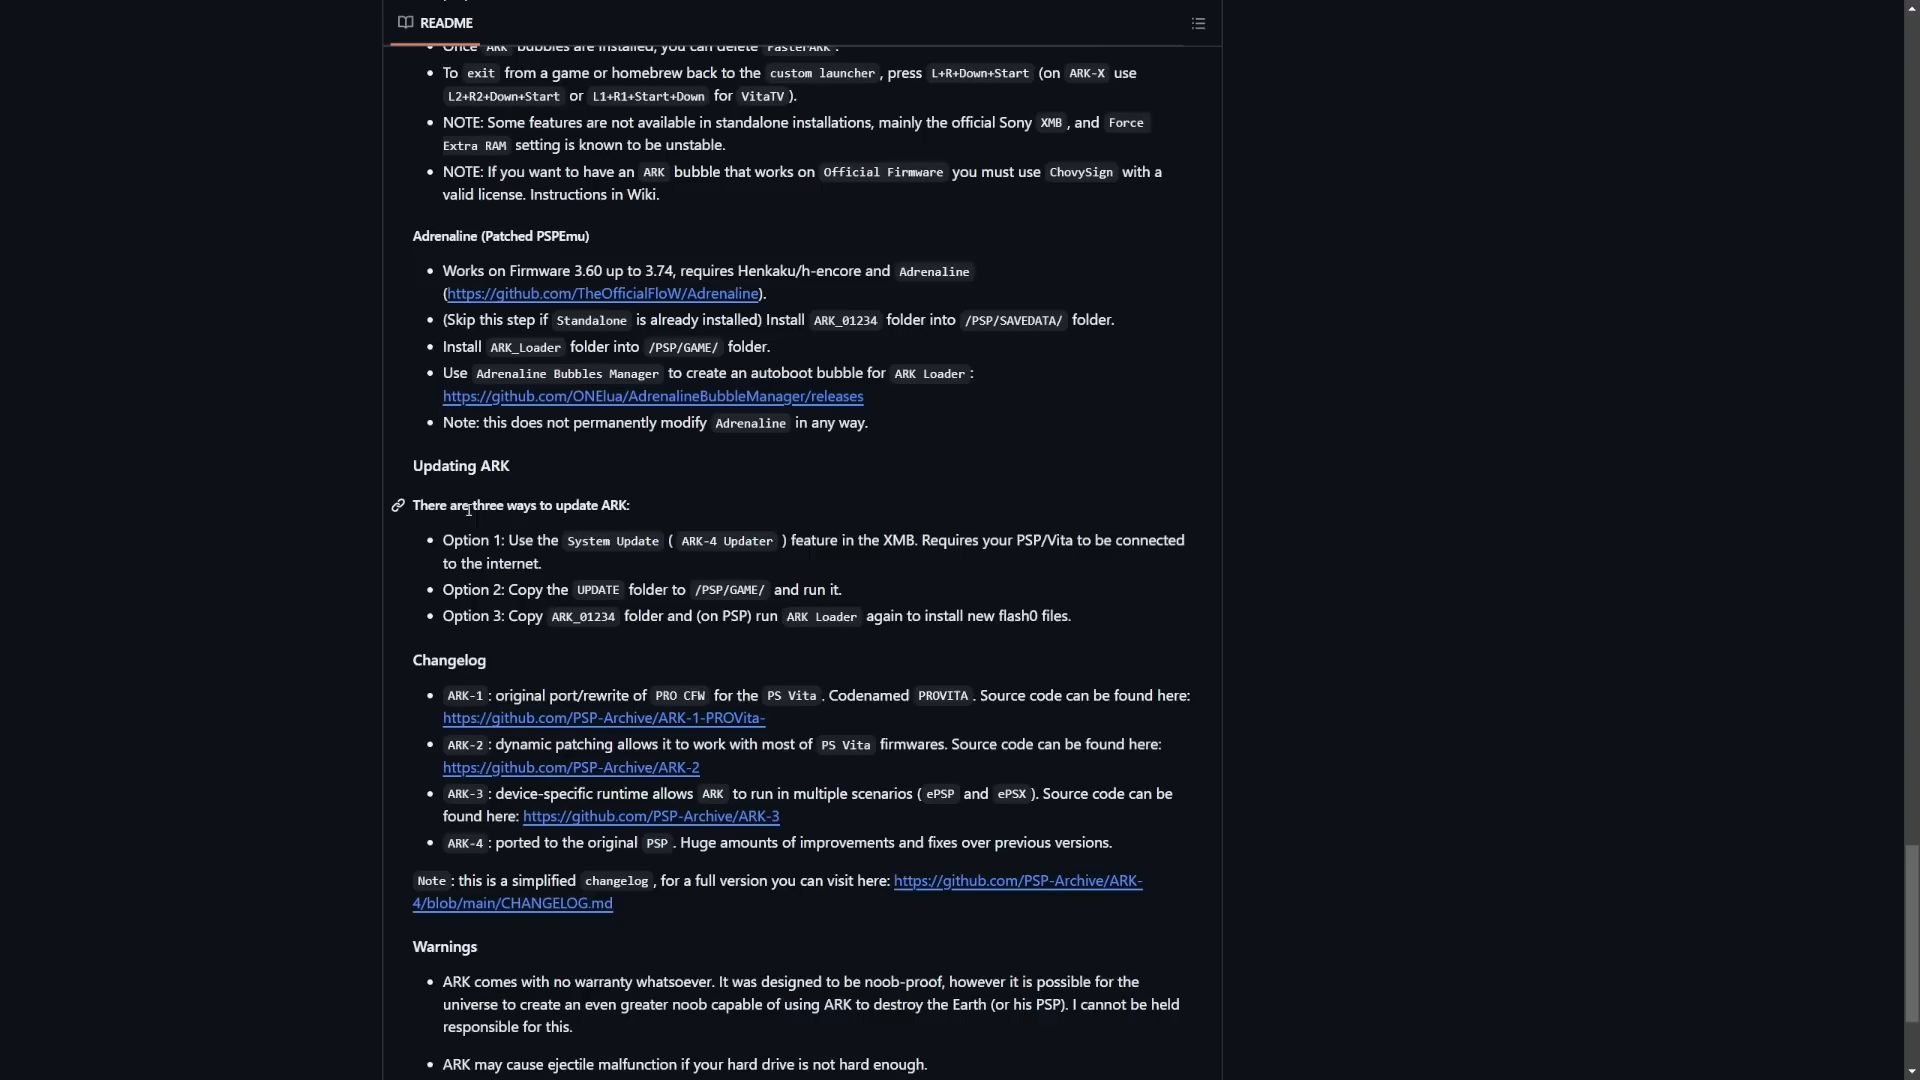 README
Once ARK bubbles are installed, you can delete FasterARK.
To exit from a game or homebrew back to the custom launcher, press L+R+Down+Start (on ARK-X use
L2+R2+Down+Start or L1+R1+Start+Down for VitaTV).
NOTE: Some features are not available in standalone installations, mainly the official Sony XMB, and Force
Extra RAM setting is known to be unstable.
NOTE: If you want to have an ARK bubble that works on Official Firmware you must use ChovySign with a
valid license. Instructions in Wiki.
Adrenaline (Patched PSPEmu)
Works on Firmware 3.60 up to 3.74, requires Henkaku/h-encore and Adrenaline
(https://github.com/TheOfficialFloW/Adrenaline).
(Skip this step if Standalone is already installed) Install ARK_01234 folder into /PSP/SAVEDATA/ folder.
Install ARK_Loader folder into /PSP/GAME/ folder.
Use Adrenaline Bubbles Manager to create an autoboot bubble for ARK Loader:
https://github.com/ONElua/AdrenalineBubbleManager/releases
Note: this does not permanently modify Adrenaline in any way.
Updating ARK
There are three ways to update ARK:
Option 1: Use the System Update ( ARK-4 Updater ) feature in the XMB. Requires your PSP/Vita to be connected
to the internet.
Option 2: Copy the UPDATE folder to /PSP/GAME/ and run it.
Option 3: Copy ARK_01234 folder and (on PSP) run ARK Loader again to install new flash0 files.
Changelog
ARK-1: original port/rewrite of PRO CFW for the PS Vita. Codenamed PROVITA. Source code can be found here:
https://github.com/PSP-Archive/ARK-1-PROVita-
ARK-2: dynamic patching allows it to work with most of PS Vita firmwares. Source code can be found here:
https://github.com/PSP-Archive/ARK-2
ARK-3: device-specific runtime allows ARK to run in multiple scenarios ( ePSP and ePSX ). Source code can be
found here: https://github.com/PSP-Archive/ARK-3
ARK-4: ported to the original PSP. Huge amounts of improvements and fixes over previous versions.
Note: this is a simplified changelog, for a full version you can visit here: https://github.com/PSP-Archive/ARK-
4/blob/main/CHANGELOG.md
Warnings
ARK comes with no warranty whatsoever. It was designed to be noob-proof, however it is possible for the
universe to create an even greater noob capable of using ARK to destroy the Earth (or his PSP). I cannot be held
responsible for this.
ARK may cause ejectile malfunction if your hard drive is not hard enough.